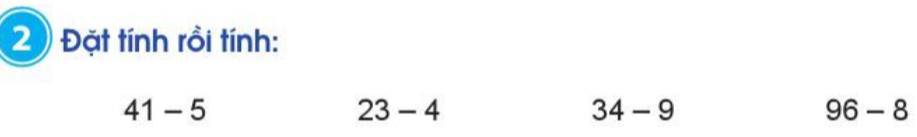 2 Đặt tính rồi tính:
41 – 5 23 – 4 34 – 9 96 – 8